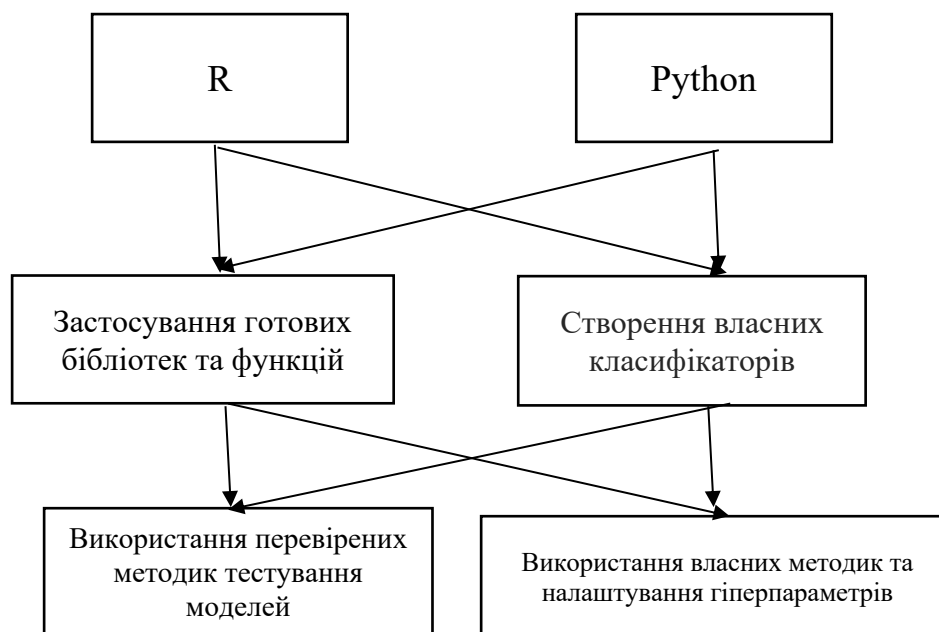 R
Python
Застосування готових
бібліотек та функцій
Створення власних
класифікаторів
Використання перевірених
методик тестування
моделей
Використання власних методик та
налаштування гіперпараметрів